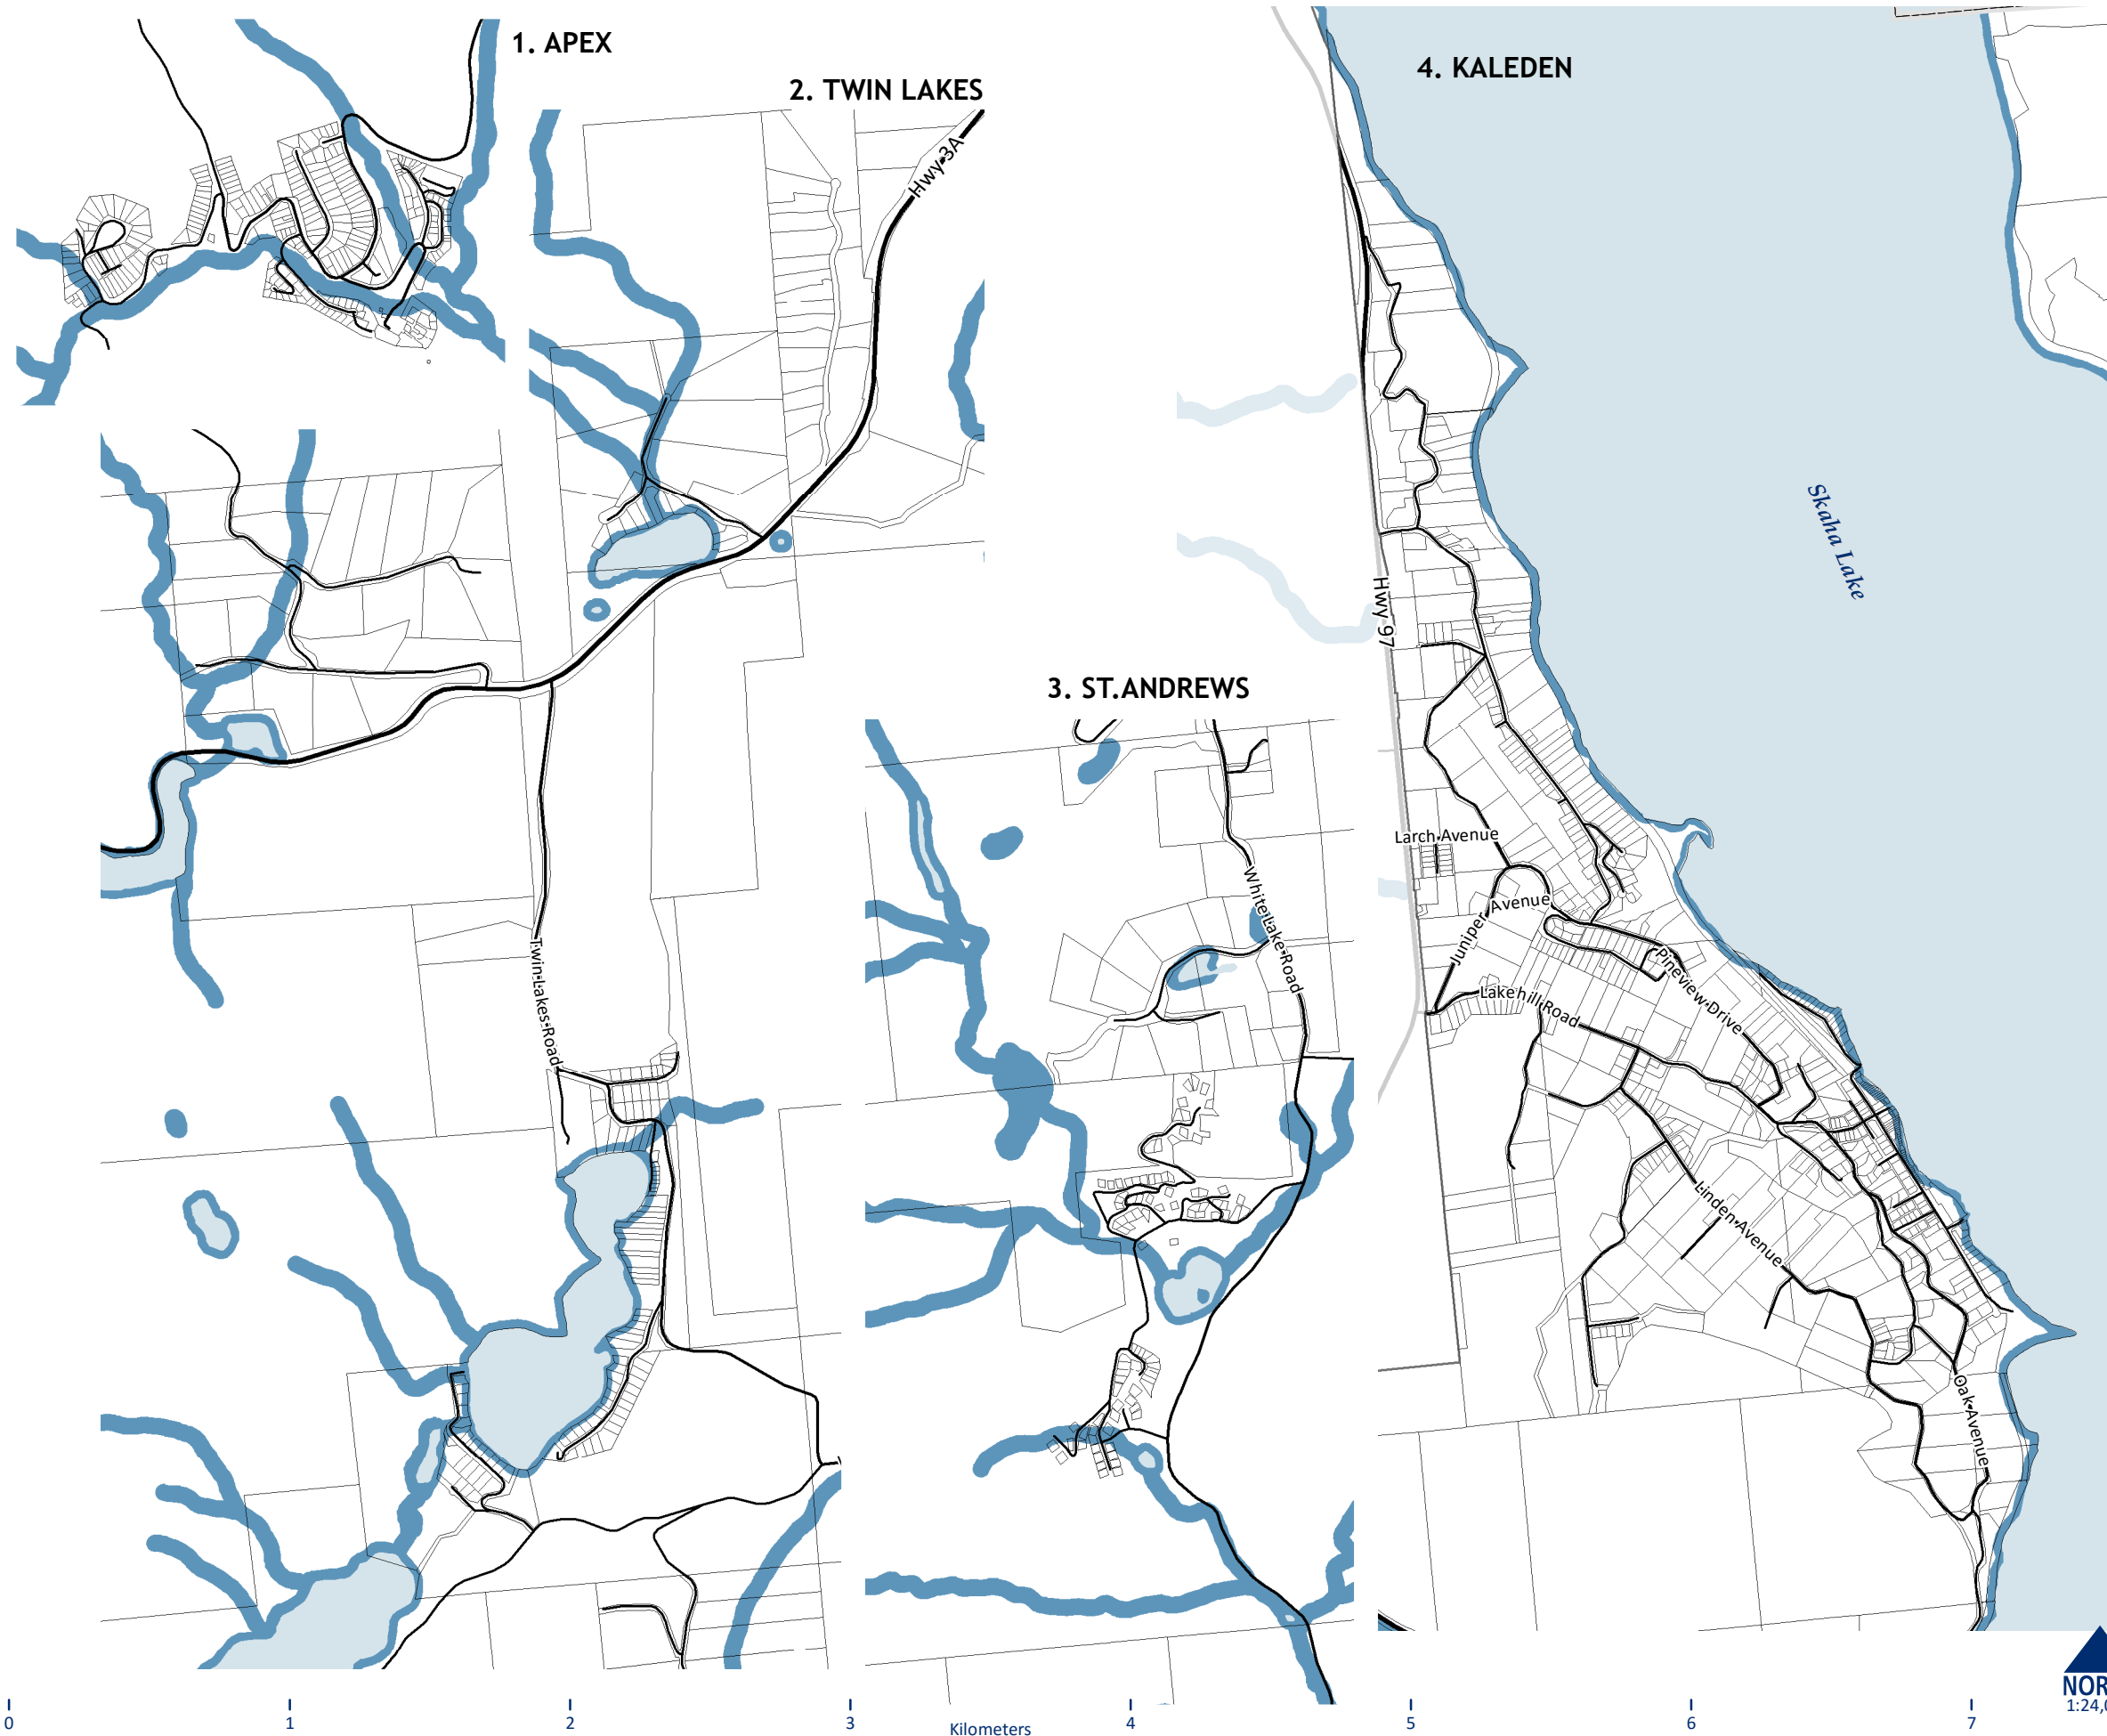 1. APEX
2. TWIN LAKES
4. KALEDEN
Hwy 3A
Skaha Lake
Hwy 97
3. ST.ANDREWS
Larch Avenue
White Lake Road
Juniper Avenue
Twin Lakes Road
Pineview Drive
Lakehill Road
Linden Avenue
Oak Avenue
NOR
1:24,
0 1 2 3 4 5 6 7
Kilometers